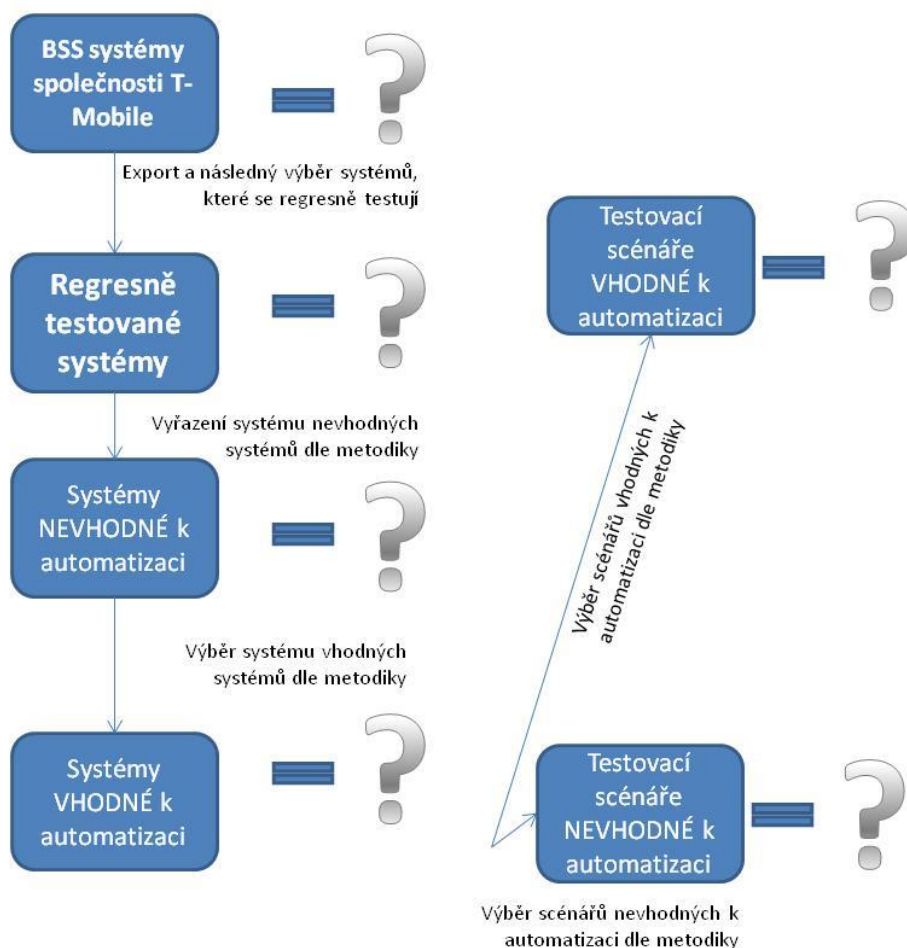 BSS systémy
společnosti T-
Mobile
Export a následný výběr systémů,
které se regresně testují
Regresně
testované
systémy
Vyřazení systému nevhodných
systémů dle metodiky
Systémy
NEVHODNÉ k
automatizaci
Výběr systému vhodných
systémů dle metodiky
Systémy
VHODNÉ k
automatizaci
Testovací
scénáře
VHODNÉ k
automatizaci
Výběr scénářů vhodných k
automatizaci dle metodiky
Testovací
scénáře
NEVHODNÉ k
automatizaci
Výběr scénářů nevhodných k
automatizaci dle metodiky